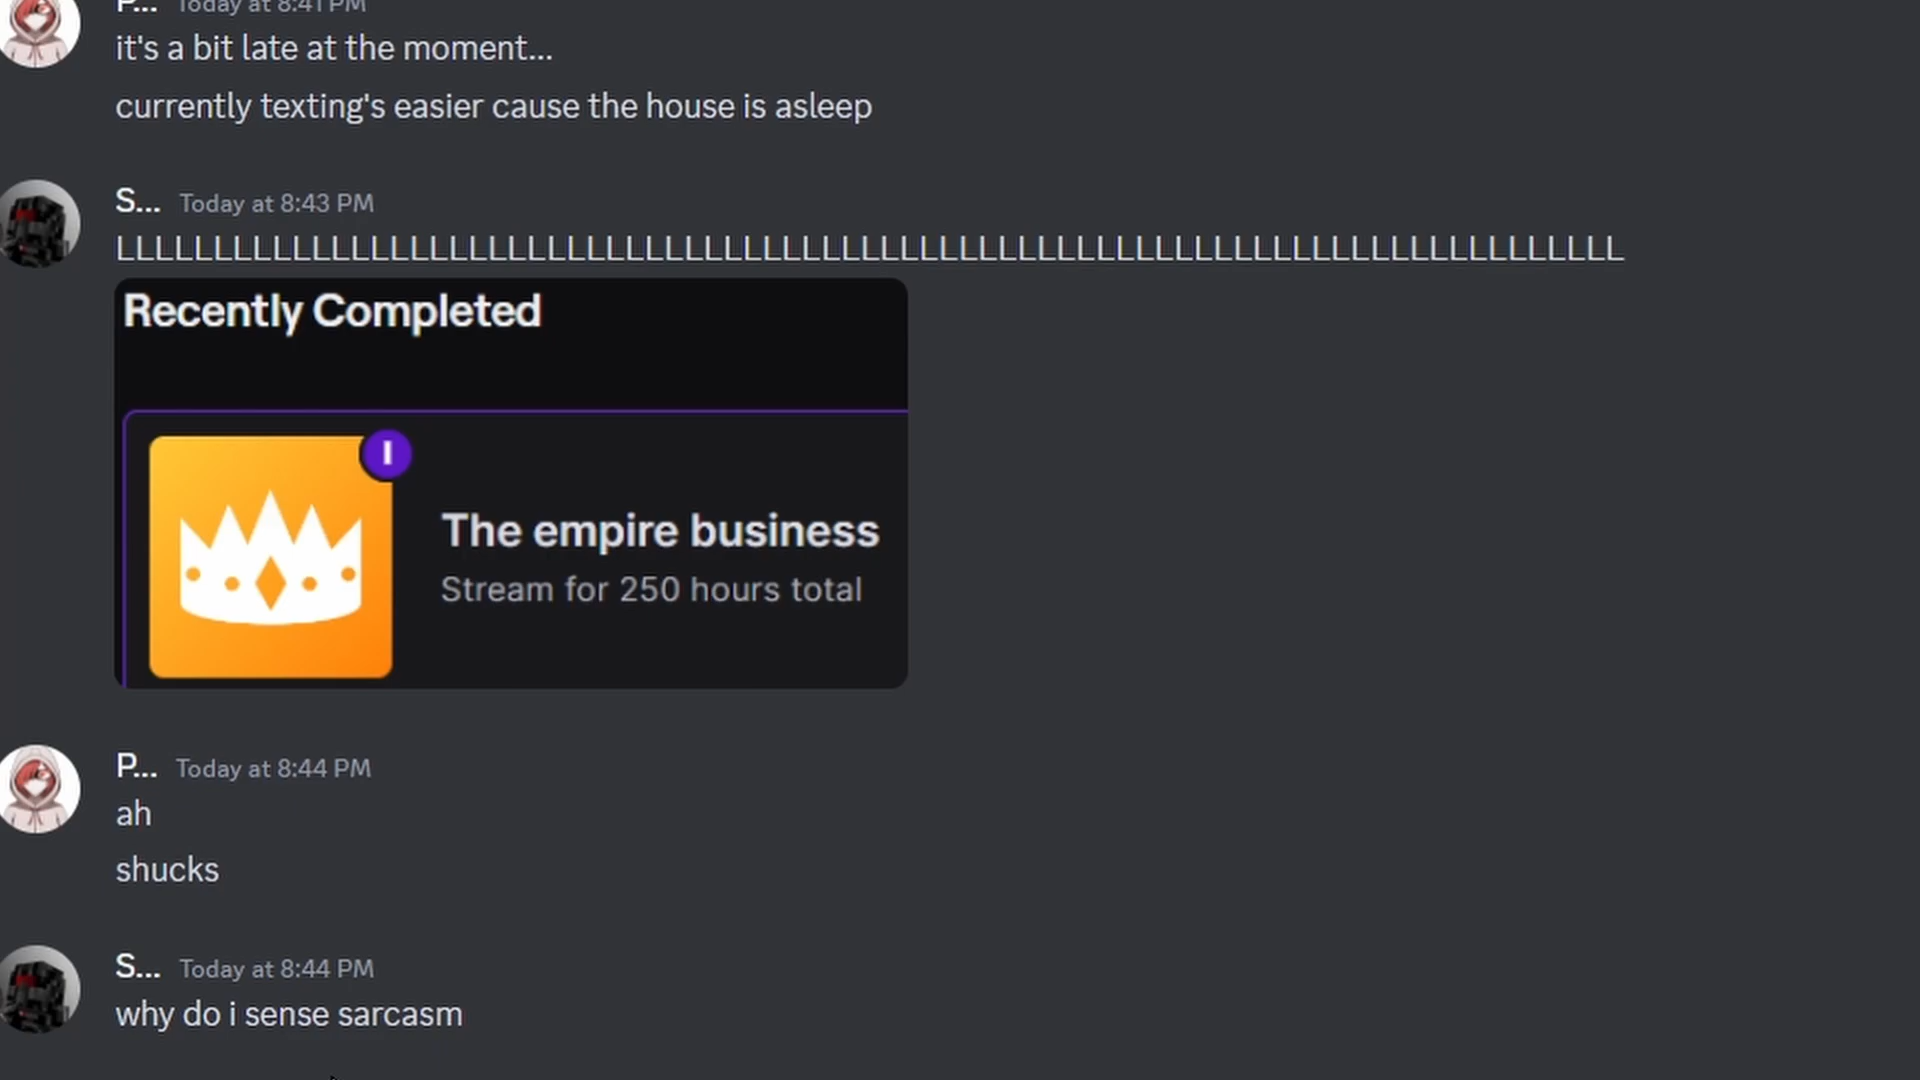 P... Today at 8:41 PM
it's a bit late at the moment...
currently texting's easier cause the house is asleep
S... Today at 8:43 PM
LLLLLLLLLLLLLLLLLLLLLLLLLLLLLLLLLLLLLLLLLLLLLLLLLLLLLLLLLLLLLLLLLLLLLLLLLLLLL
Recently Completed
I
The empire business
Stream for 250 hours total
P... Today at 8:44 PM
ah
shucks
S... Today at 8:44 PM
why do i sense sarcasm